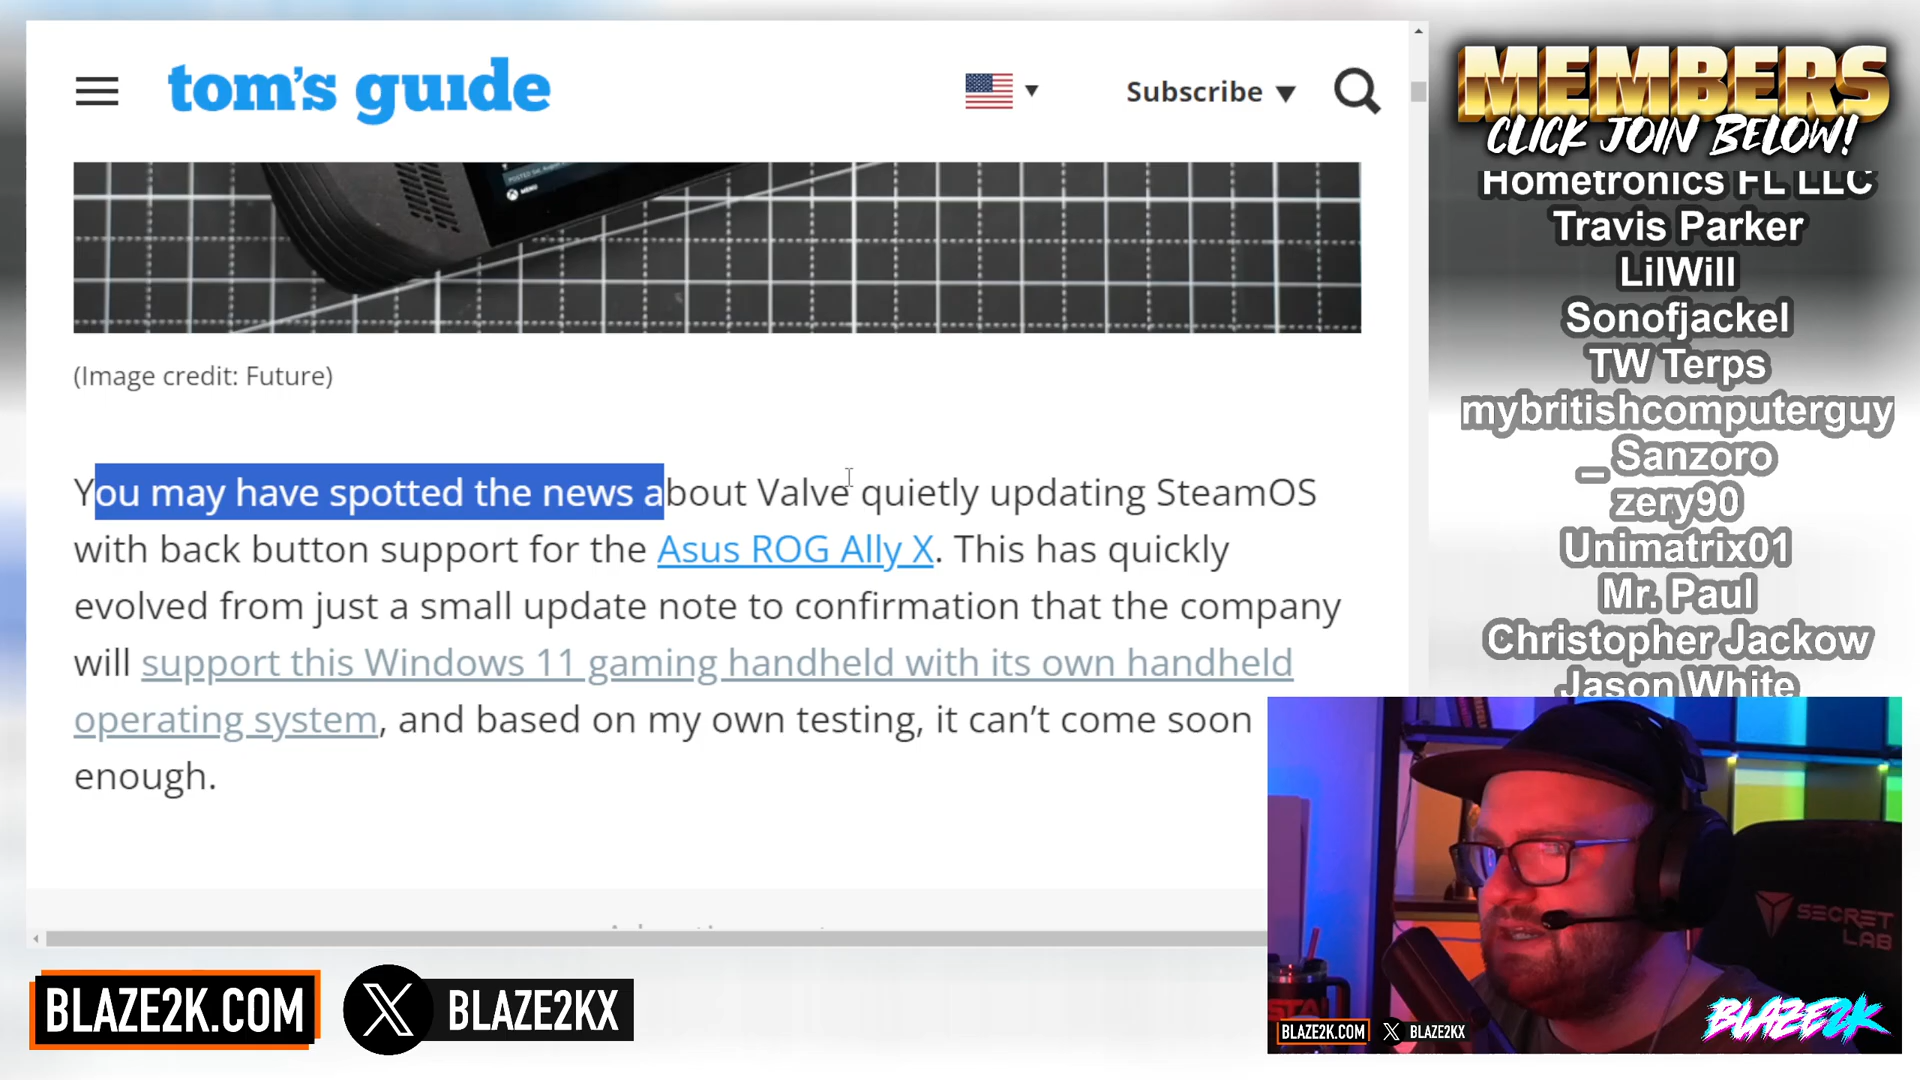 tom's guide
Subscribe
MENU
(Image credit: Future)
You may have spotted the news about Valve quietly updating SteamOS
with back button support for the Asus ROG Ally X. This has quickly
evolved from just a small update note to confirmation that the company
will support this Windows 11 gaming handheld with its own handheld
operating system, and based on my own testing, it can't come soon
enough.
MEMBERS
CLICK JOIN BELOW!
Hometronics FL LLC
Travis Parker
LilWill
Sonofjackel
TW Terps
mybritishcomputerguy
_ Sanzoro
zery90
Unimatrix01
Mr. Paul
Christopher Jackow
Jason White
SECRET
LAB
BLAZE2K.COM
X BLAZE2KX
BLAZE2K.COM
X BLAZE2KX
BLAZE2K